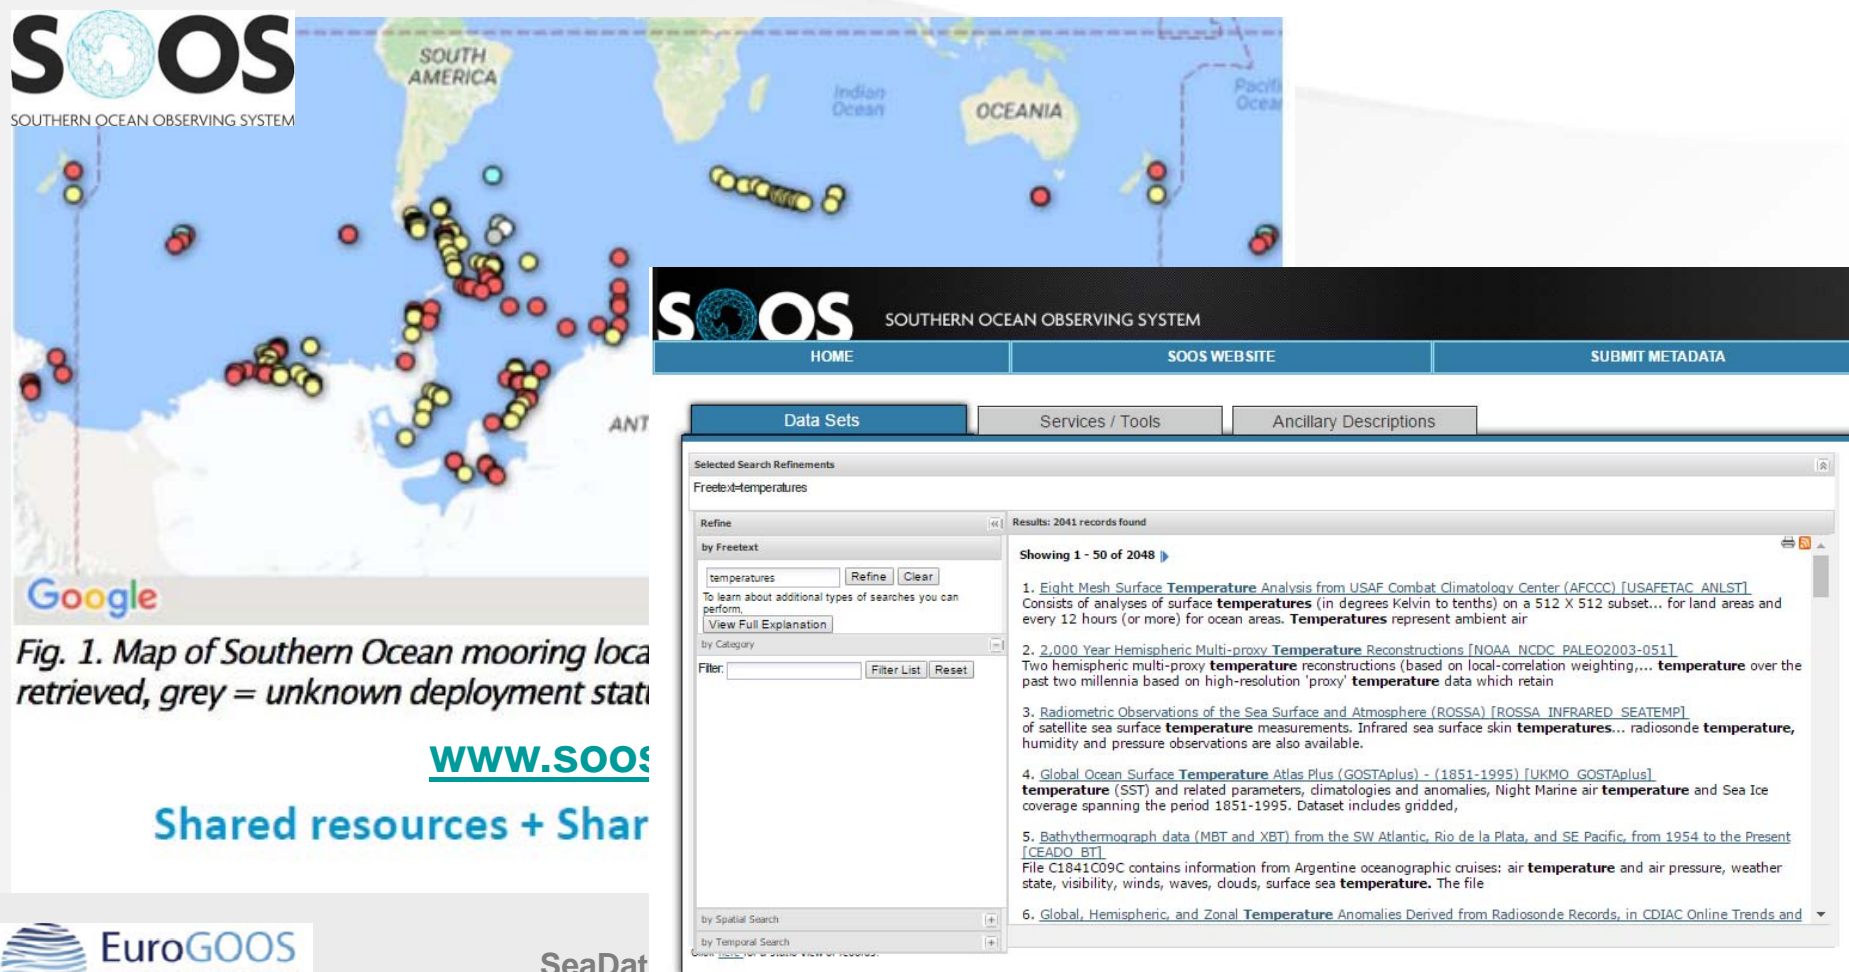 SOOS
SOUTHERN OCEAN OBSERVING SYSTEM
SOUTH
AMERICA
Indian
Ocean
OCEANIA
Pacifi
Ocea
ANT
Google
Fig. 1. Map of Southern Ocean mooring loca
retrieved, grey = unknown deployment statu
www.soos
Shared resources + Shar
EuroGOOS
SeaDat
SOOS
SOUTHERN OCEAN OBSERVING SYSTEM
HOME
SOOS WEBSITE
SUBMIT METADATA
Data Sets
Services / Tools
Ancillary Descriptions
Selected Search Refinements
Freetext=temperatures
Refine
by Freetext
temperatures
Refine
Clear
To learn about additional types of searches you can
perform,
View Full Explanation
by Category
Filter:
Filter List
Reset
by Spatial Search
by Temporal Search
Click here for a static view of records.
Results: 2041 records found
Showing 1 - 50 of 2048
1. Eight Mesh Surface Temperature Analysis from USAF Combat Climatology Center (AFCCC) [USAFETAC_ANLST]
Consists of analyses of surface temperatures (in degrees Kelvin to tenths) on a 512 X 512 subset... for land areas and
every 12 hours (or more) for ocean areas. Temperatures represent ambient air
2. 2,000 Year Hemispheric Multi-proxy Temperature Reconstructions [NOAA_NCDC_PALEO2003-051]
Two hemispheric multi-proxy temperature reconstructions (based on local-correlation weighting,... temperature over the
past two millennia based on high-resolution 'proxy' temperature data which retain
3. Radiometric Observations of the Sea Surface and Atmosphere (ROSSA) [ROSSA_INFRARED_SEATEMP]
of satellite sea surface temperature measurements. Infrared sea surface skin temperatures... radiosonde temperature,
humidity and pressure observations are also available.
4. Global Ocean Surface Temperature Atlas Plus (GOSTAplus) - (1851-1995) [UKMO_GOSTAplus]
temperature (SST) and related parameters, climatologies and anomalies, Night Marine air temperature and Sea Ice
coverage spanning the period 1851-1995. Dataset includes gridded,
5. Bathythermograph data (MBT and XBT) from the SW Atlantic, Rio de la Plata, and SE Pacific, from 1954 to the Present
[CEADO_BT]
File C1841C09C contains information from Argentine oceanographic cruises: air temperature and air pressure, weather
state, visibility, winds, waves, clouds, surface sea temperature. The file
6. Global, Hemispheric, and Zonal Temperature Anomalies Derived from Radiosonde Records, in CDIAC Online Trends and